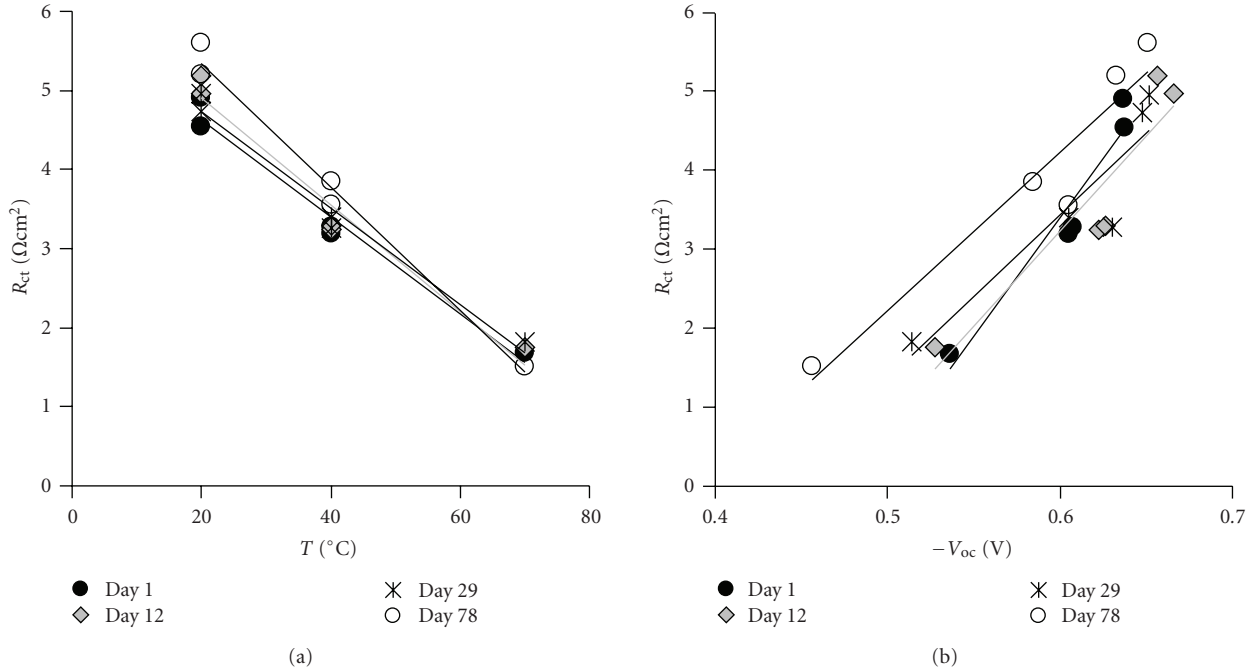 6
5
4
3
2
1
0
R_ct (Ωcm²)
0 20 40 60 80
T (°C)
Day 1
Day 12
Day 29
Day 78
(a)
6
5
4
3
2
1
0
R_ct (Ωcm²)
0.4 0.5 0.6 0.7
−V_oc (V)
Day 1
Day 12
Day 29
Day 78
(b)